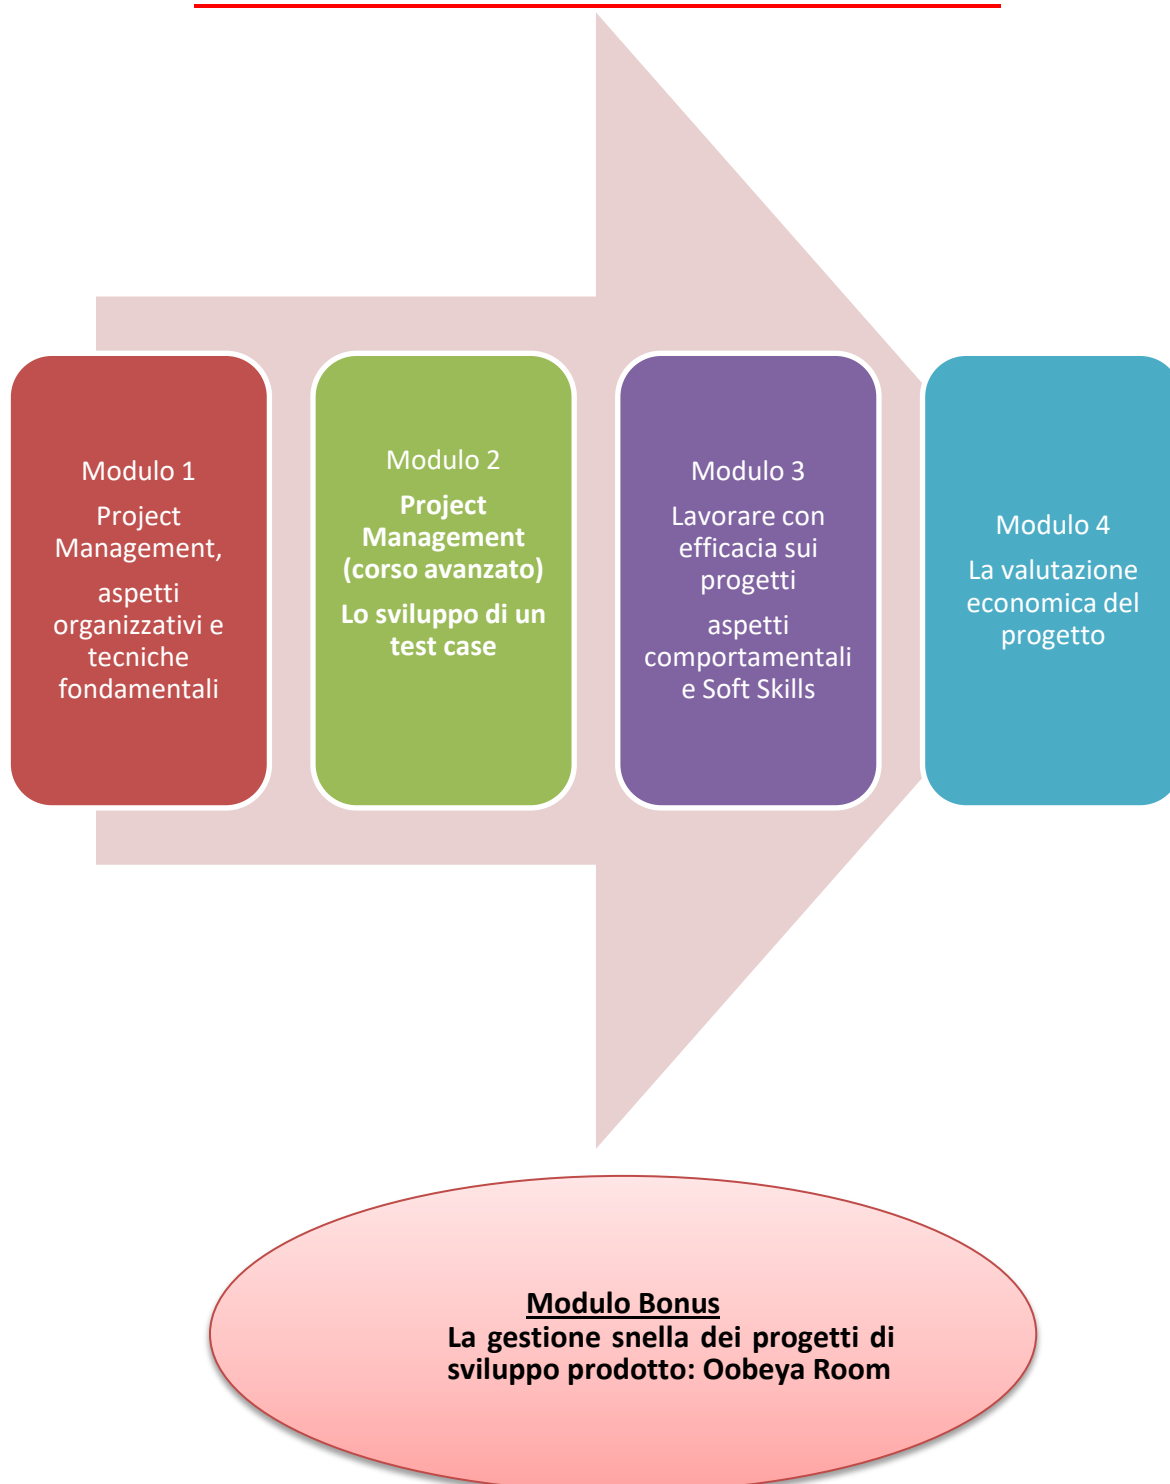 Modulo 1
Project
Management,
aspetti
organizzativi e
tecniche
fondamentali
Modulo 2
Project
Management
(corso avanzato)
Lo sviluppo di un
test case
Modulo 3
Lavorare con
efficacia sui
progetti
aspetti
comportamentali
e Soft Skills
Modulo 4
La valutazione
economica del
progetto
Modulo Bonus
La gestione snella dei progetti di
sviluppo prodotto: Oobeya Room